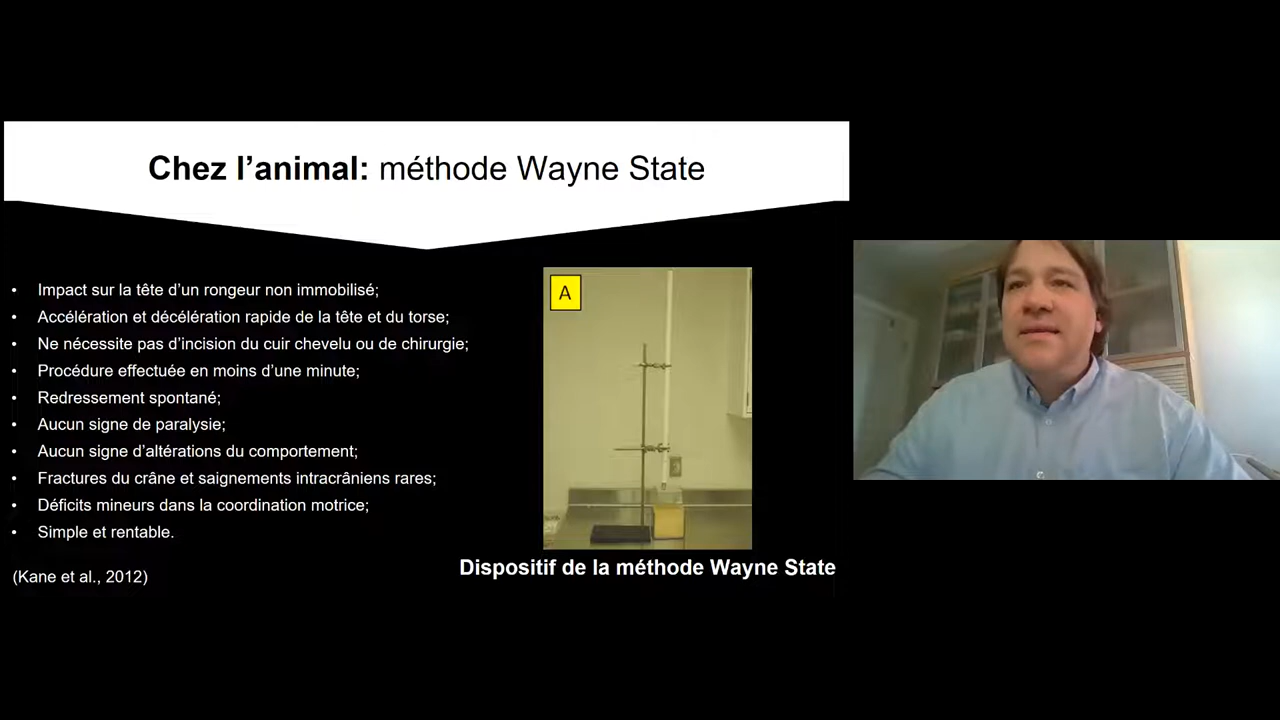 Chez l’animal: méthode Wayne State
• Impact sur la tête d’un rongeur non immobilisé;
• Accélération et décélération rapide de la tête et du torse;
• Ne nécessite pas d’incision du cuir chevelu ou de chirurgie;
• Procédure effectuée en moins d’une minute;
• Redressement spontané;
• Aucun signe de paralysie;
• Aucun signe d’altérations du comportement;
• Fractures du crâne et saignements intracrâniens rares;
• Déficits mineurs dans la coordination motrice;
• Simple et rentable.
(Kane et al., 2012)
A
Dispositif de la méthode Wayne State